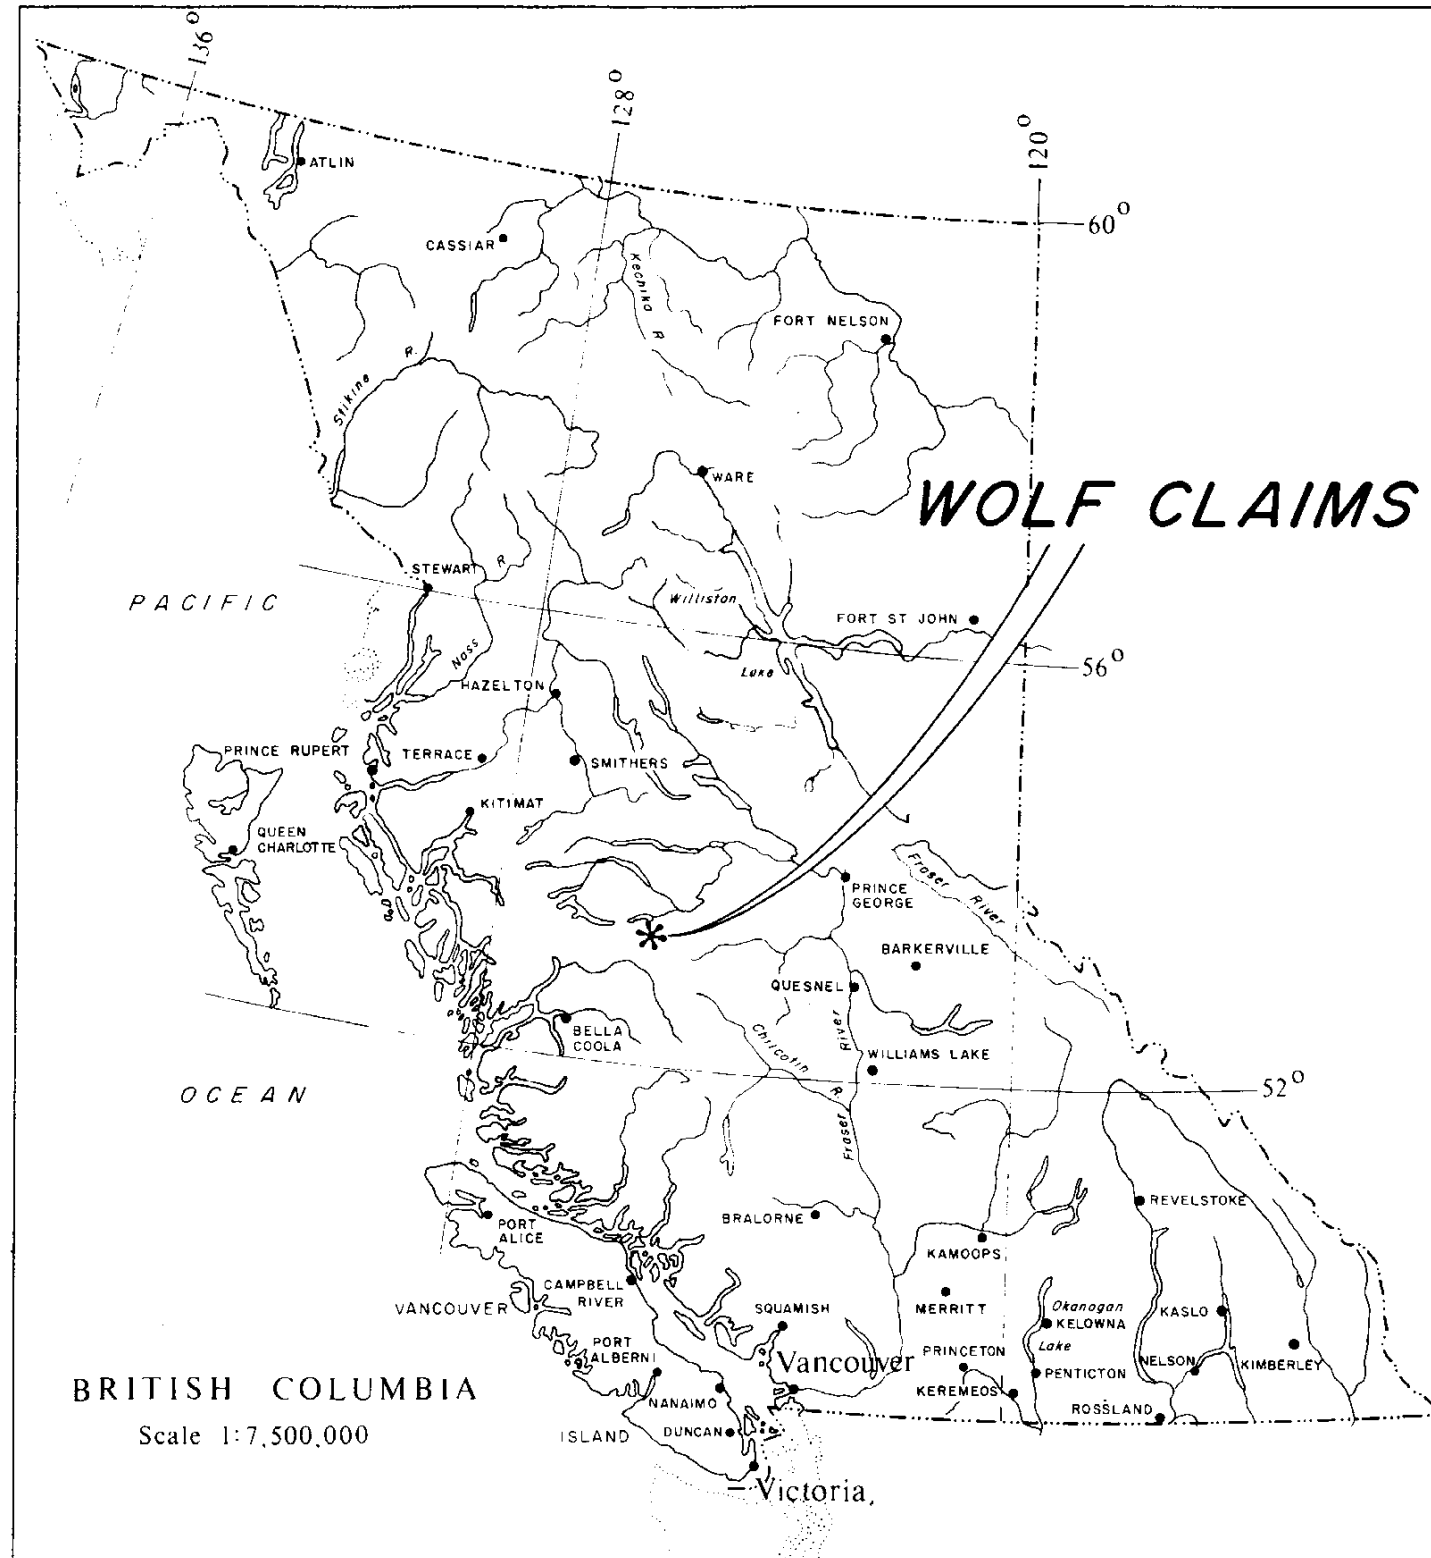 136°
128°
120°
ATLIN
60°
CASSIAR
Kechika R
FORT NELSON
Stikine R.
WARE
WOLF CLAIMS
STEWART
R
PACIFIC
Williston
FORT ST JOHN
Nass
Lake
56°
HAZELTON
PRINCE RUPERT
TERRACE
SMITHERS
KITIMAT
QUEEN
CHARLOTTE
PRINCE
GEORGE
Fraser River
BARKERVILLE
QUESNEL
BELLA
COOLA
Chilcotin R.
River
WILLIAMS LAKE
OCEAN
52°
Fraser
REVELSTOKE
PORT
ALICE
BRALORNE
KAMOOPS
CAMPBELL
RIVER
VANCOUVER
SQUAMISH
MERRITT
Okanogan
KELOWNA
KASLO
Lake
PORT
ALBERNI
Vancouver
PRINCETON
PENTICTON
NELSON
KIMBERLEY
BRITISH COLUMBIA
NANAIMO
KEREMEOS
ROSSLAND
Scale 1:7,500,000
ISLAND
DUNCAN
Victoria,